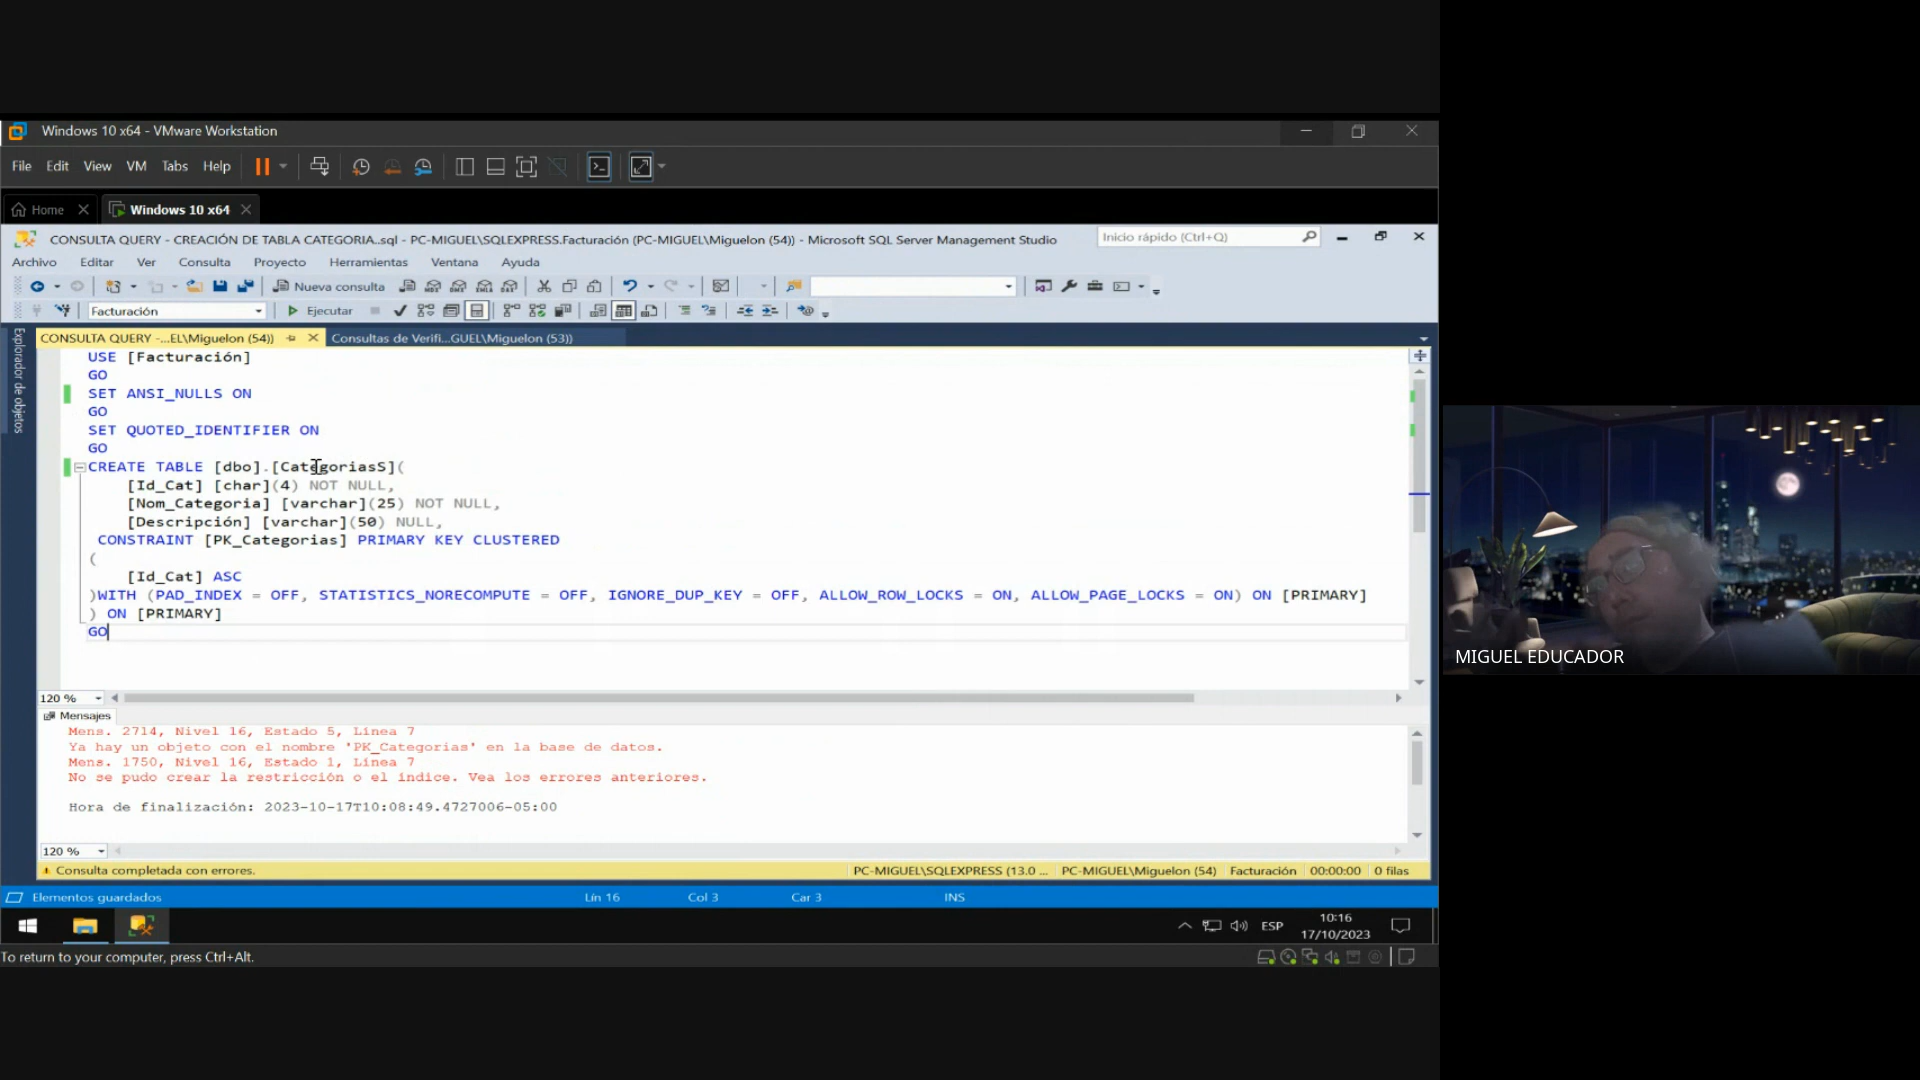 Windows 10 x64 - VMware Workstation
File Edit View VM Tabs Help
Home Windows 10 x64
CONSULTA QUERY - CREACIÓN DE TABLA CATEGORIA..sql - PC-MIGUEL\SQLEXPRESS.Facturación (PC-MIGUEL\Miguelon (54)) - Microsoft SQL Server Management Studio
Inicio rápido (Ctrl+Q)
Archivo Editar Ver Consulta Proyecto Herramientas Ventana Ayuda
Nueva consulta
Facturación Ejecutar
CONSULTA QUERY -...EL\Miguelon (54)) Consultas de Verifi...GUEL\Miguelon (53))
Explorador de objetos
USE [Facturación]
GO
SET ANSI_NULLS ON
GO
SET QUOTED_IDENTIFIER ON
GO
CREATE TABLE [dbo].[CategoriasS](
[Id_Cat] [char](4) NOT NULL,
[Nom_Categoria] [varchar](25) NOT NULL,
[Descripción] [varchar](50) NULL,
CONSTRAINT [PK_Categorias] PRIMARY KEY CLUSTERED
(
[Id_Cat] ASC
)WITH (PAD_INDEX = OFF, STATISTICS_NORECOMPUTE = OFF, IGNORE_DUP_KEY = OFF, ALLOW_ROW_LOCKS = ON, ALLOW_PAGE_LOCKS = ON) ON [PRIMARY]
) ON [PRIMARY]
GO
120 %
Mensajes
Mens. 2714, Nivel 16, Estado 5, Línea 7
Ya hay un objeto con el nombre 'PK_Categorias' en la base de datos.
Mens. 1750, Nivel 16, Estado 1, Línea 7
No se pudo crear la restricción o el índice. Vea los errores anteriores.
Hora de finalización: 2023-10-17T10:08:49.4727006-05:00
120 %
Consulta completada con errores. PC-MIGUEL\SQLEXPRESS (13.0 ... PC-MIGUEL\Miguelon (54) Facturación 00:00:00 0 filas
Elementos guardados Lín 16 Col 3 Car 3 INS
ESP
10:16
17/10/2023
To return to your computer, press Ctrl+Alt.
MIGUEL EDUCADOR